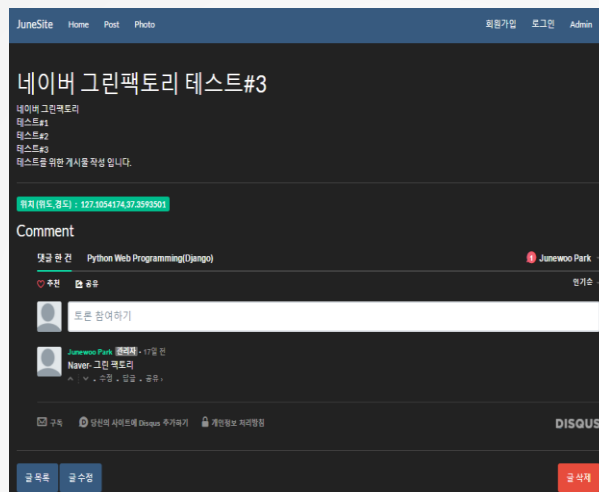 JuneSite Home Post Photo 회원가입 로그인 Admin
네이버 그린팩토리 테스트#3
네이버 그린팩토리
테스트#1
테스트#2
테스트#3
테스트를 위한 게시물 작성 입니다.
위치(위도,경도) : 127.1054174,37.3593501
Comment
댓글 한 건 Python Web Programming(Django) 1 Junewoo Park
추천 공유 인기순
토론 참여하기
Junewoo Park 관리자 • 17일 전
Naver- 그린 팩토리
수정 • 답글 • 공유 ›
구독 D 당신의 사이트에 Disqus 추가하기 개인정보 처리방침 DISQUS
글 목록 글 수정 글 삭제